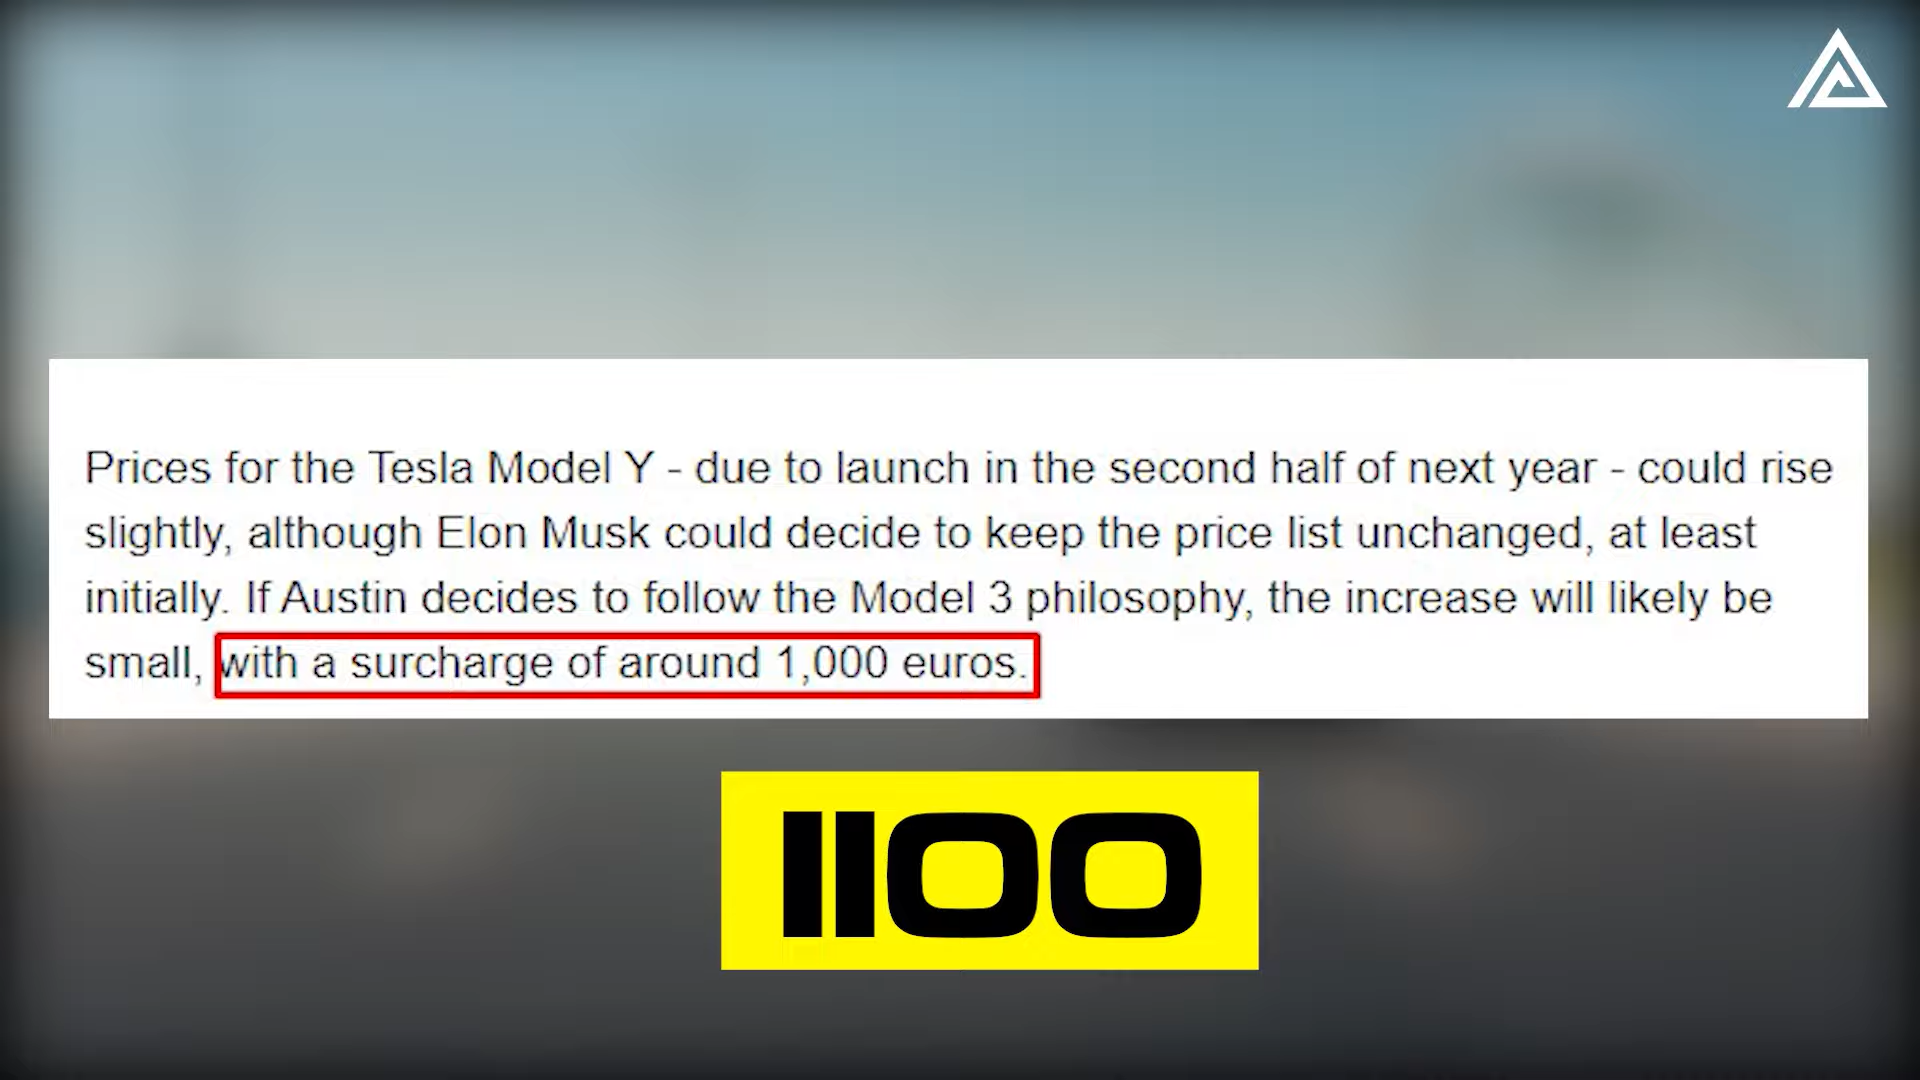 Prices for the Tesla Model Y - due to launch in the second half of next year - could rise
slightly, although Elon Musk could decide to keep the price list unchanged, at least
initially. If Austin decides to follow the Model 3 philosophy, the increase will likely be
small, with a surcharge of around 1,000 euros.
1100